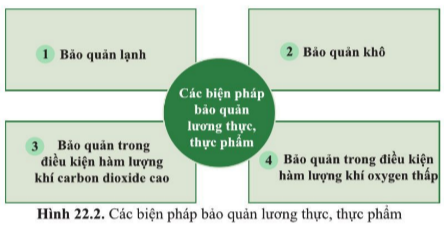 1 Bảo quản lạnh
2 Bảo quản khô
Các biện pháp
bảo quản
lương thực,
thực phẩm
3 Bảo quản trong
điều kiện hàm lượng
khí carbon dioxide cao
4 Bảo quản trong điều kiện
hàm lượng khí oxygen thấp
Hình 22.2. Các biện pháp bảo quản lương thực, thực phẩm